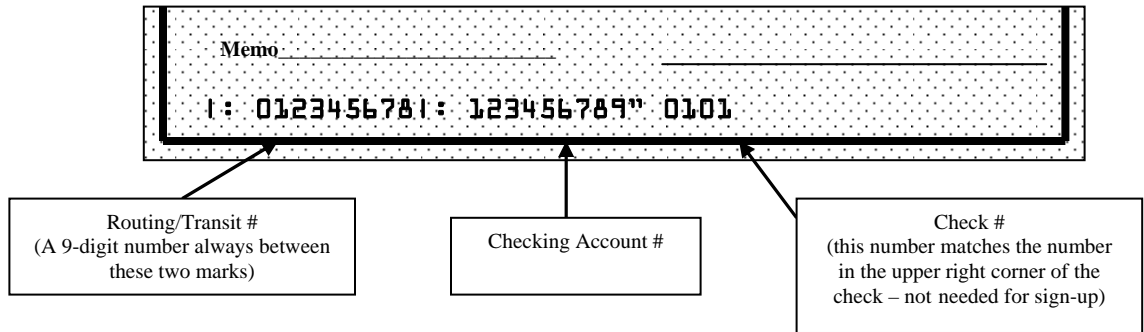 Memo
|: 012345678|: 123456789" 0101
Routing/Transit #
(A 9-digit number always between
these two marks)
Checking Account #
Check #
(this number matches the number
in the upper right corner of the
check – not needed for sign-up)